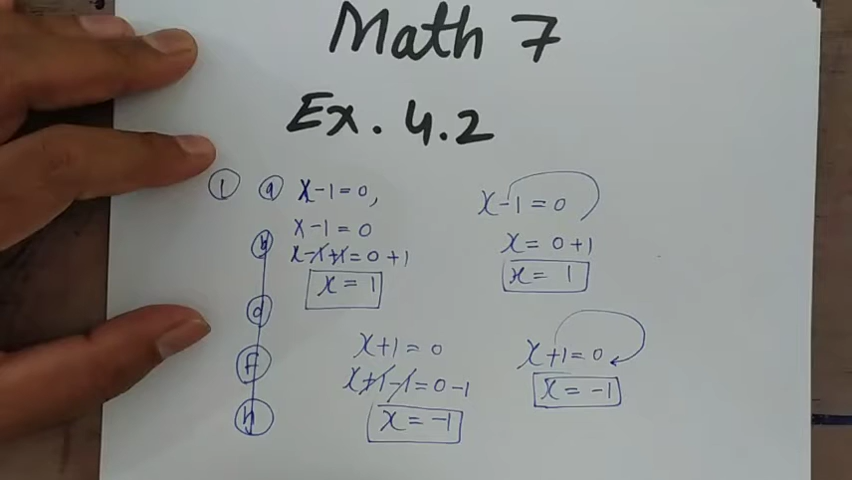 Math 7
Ex. 4.2
① ⓐ x-1=0,
x-1=0
x-1+1=0+1
x=1
x-1=0
x=0+1
x=1
ⓑ
ⓓ
ⓕ
ⓗ
x+1=0
x+1-1=0-1
x=-1
x+1=0
x=-1